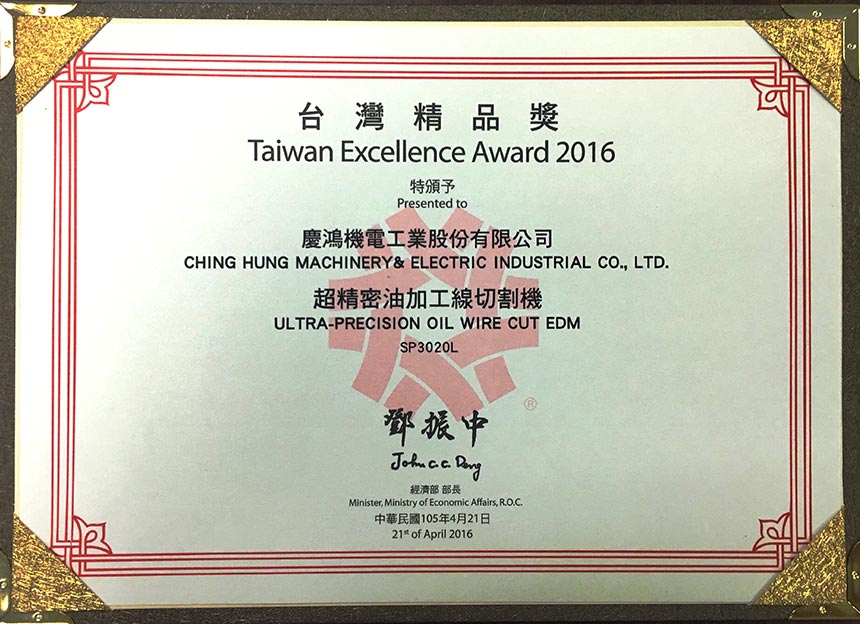 台灣精品獎
Taiwan Excellence Award 2016
特頒予
Presented to
慶鴻機電工業股份有限公司
CHING HUNG MACHINERY& ELECTRIC INDUSTRIAL CO., LTD.
超精密油加工線切割機
ULTRA-PRECISION OIL WIRE CUT EDM
SP3020L
®
鄧振中
John C.C. Deng
經濟部 部長
Minister, Ministry of Economic Affairs, R.O.C.
中華民國105年4月21日
21st of April 2016